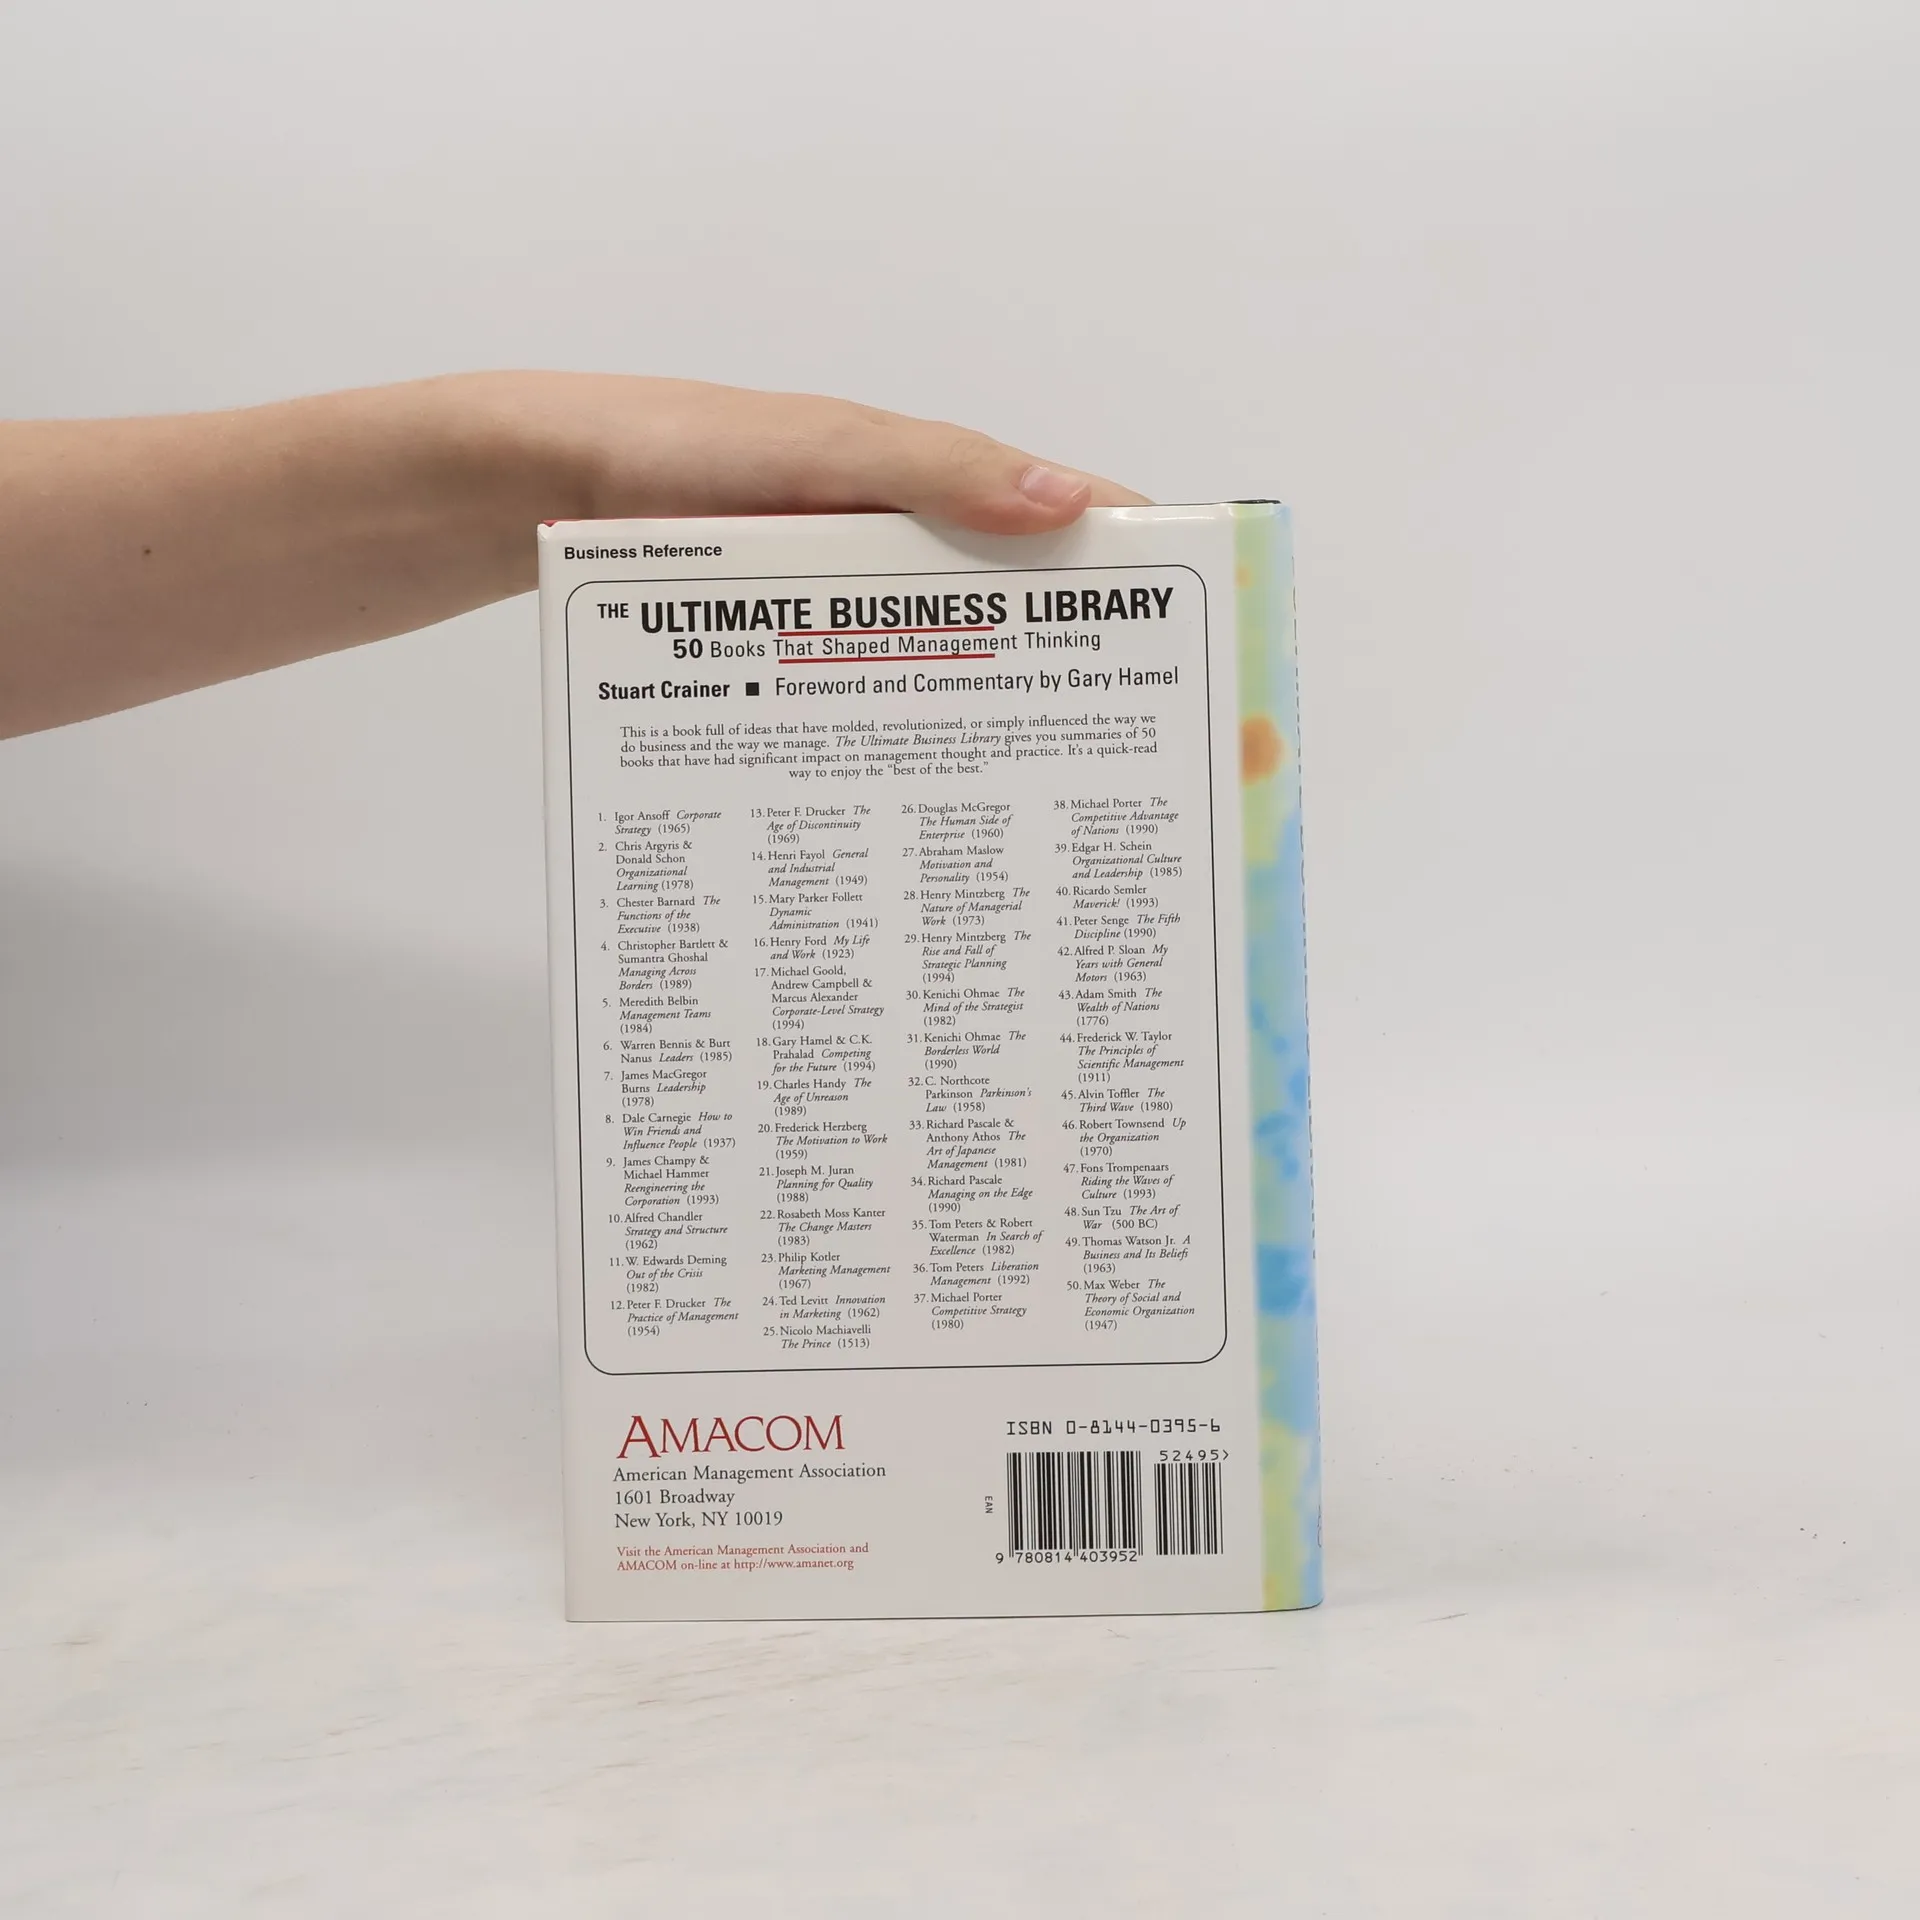 Business Reference
THE ULTIMATE BUSINESS LIBRARY
50 Books That Shaped Management Thinking
Stuart Crainer ■ Foreword and Commentary by Gary Hamel
This is a book full of ideas that have molded, revolutionized, or simply influenced the way we
do business and the way we manage. The Ultimate Business Library gives you summaries of 50
books that have had significant impact on management thought and practice. It's a quick-read
way to enjoy the "best of the best."
1. Igor Ansoff Corporate
Strategy (1965)
2. Chris Argyris &
Donald Schon
Organizational
Learning (1978)
3. Chester Barnard The
Functions of the
Executive (1938)
4. Christopher Bartlett &
Sumantra Ghoshal
Managing Across
Borders (1989)
5. Meredith Belbin
Management Teams
(1984)
6. Warren Bennis & Burt
Nanus Leaders (1985)
7. James MacGregor
Burns Leadership
(1978)
8. Dale Carnegie How to
Win Friends and
Influence People (1937)
9. James Champy &
Michael Hammer
Reengineering the
Corporation (1993)
10. Alfred Chandler
Strategy and Structure
(1962)
11. W. Edwards Deming
Out of the Crisis
(1982)
12. Peter F. Drucker The
Practice of Management
(1954)
13. Peter F. Drucker The
Age of Discontinuity
(1969)
14. Henri Fayol General
and Industrial
Management (1949)
15. Mary Parker Follett
Dynamic
Administration (1941)
16. Henry Ford My Life
and Work (1923)
17. Michael Goold,
Andrew Campbell &
Marcus Alexander
Corporate-Level Strategy
(1994)
18. Gary Hamel & C.K.
Prahalad Competing
for the Future (1994)
19. Charles Handy The
Age of Unreason
(1989)
20. Frederick Herzberg
The Motivation to Work
(1959)
21. Joseph M. Juran
Planning for Quality
(1988)
22. Rosabeth Moss Kanter
The Change Masters
(1983)
23. Philip Kotler
Marketing Management
(1967)
24. Ted Levitt Innovation
in Marketing (1962)
25. Nicolo Machiavelli
The Prince (1513)
26. Douglas McGregor
The Human Side of
Enterprise (1960)
27. Abraham Maslow
Motivation and
Personality (1954)
28. Henry Mintzberg The
Nature of Managerial
Work (1973)
29. Henry Mintzberg The
Rise and Fall of
Strategic Planning
(1994)
30. Kenichi Ohmae The
Mind of the Strategist
(1982)
31. Kenichi Ohmae The
Borderless World
(1990)
32. C. Northcote
Parkinson Parkinson's
Law (1958)
33. Richard Pascale &
Anthony Athos The
Art of Japanese
Management (1981)
34. Richard Pascale
Managing on the Edge
(1990)
35. Tom Peters & Robert
Waterman In Search of
Excellence (1982)
36. Tom Peters Liberation
Management (1992)
37. Michael Porter
Competitive Strategy
(1980)
38. Michael Porter The
Competitive Advantage
of Nations (1990)
39. Edgar H. Schein
Organizational Culture
and Leadership (1985)
40. Ricardo Semler
Maverick! (1993)
41. Peter Senge The Fifth
Discipline (1990)
42. Alfred P. Sloan My
Years with General
Motors (1963)
43. Adam Smith The
Wealth of Nations
(1776)
44. Frederick W. Taylor
The Principles of
Scientific Management
(1911)
45. Alvin Toffler The
Third Wave (1980)
46. Robert Townsend Up
the Organization
(1970)
47. Fons Trompenaars
Riding the Waves of
Culture (1993)
48. Sun Tzu The Art of
War (500 BC)
49. Thomas Watson Jr. A
Business and Its Beliefs
(1963)
50. Max Weber The
Theory of Social and
Economic Organization
(1947)
AMACOM
American Management Association
1601 Broadway
New York, NY 10019
Visit the American Management Association and
AMACOM on-line at http://www.amanet.org
ISBN 0-8144-0395-6
52495>
EAN
9 780814 403952